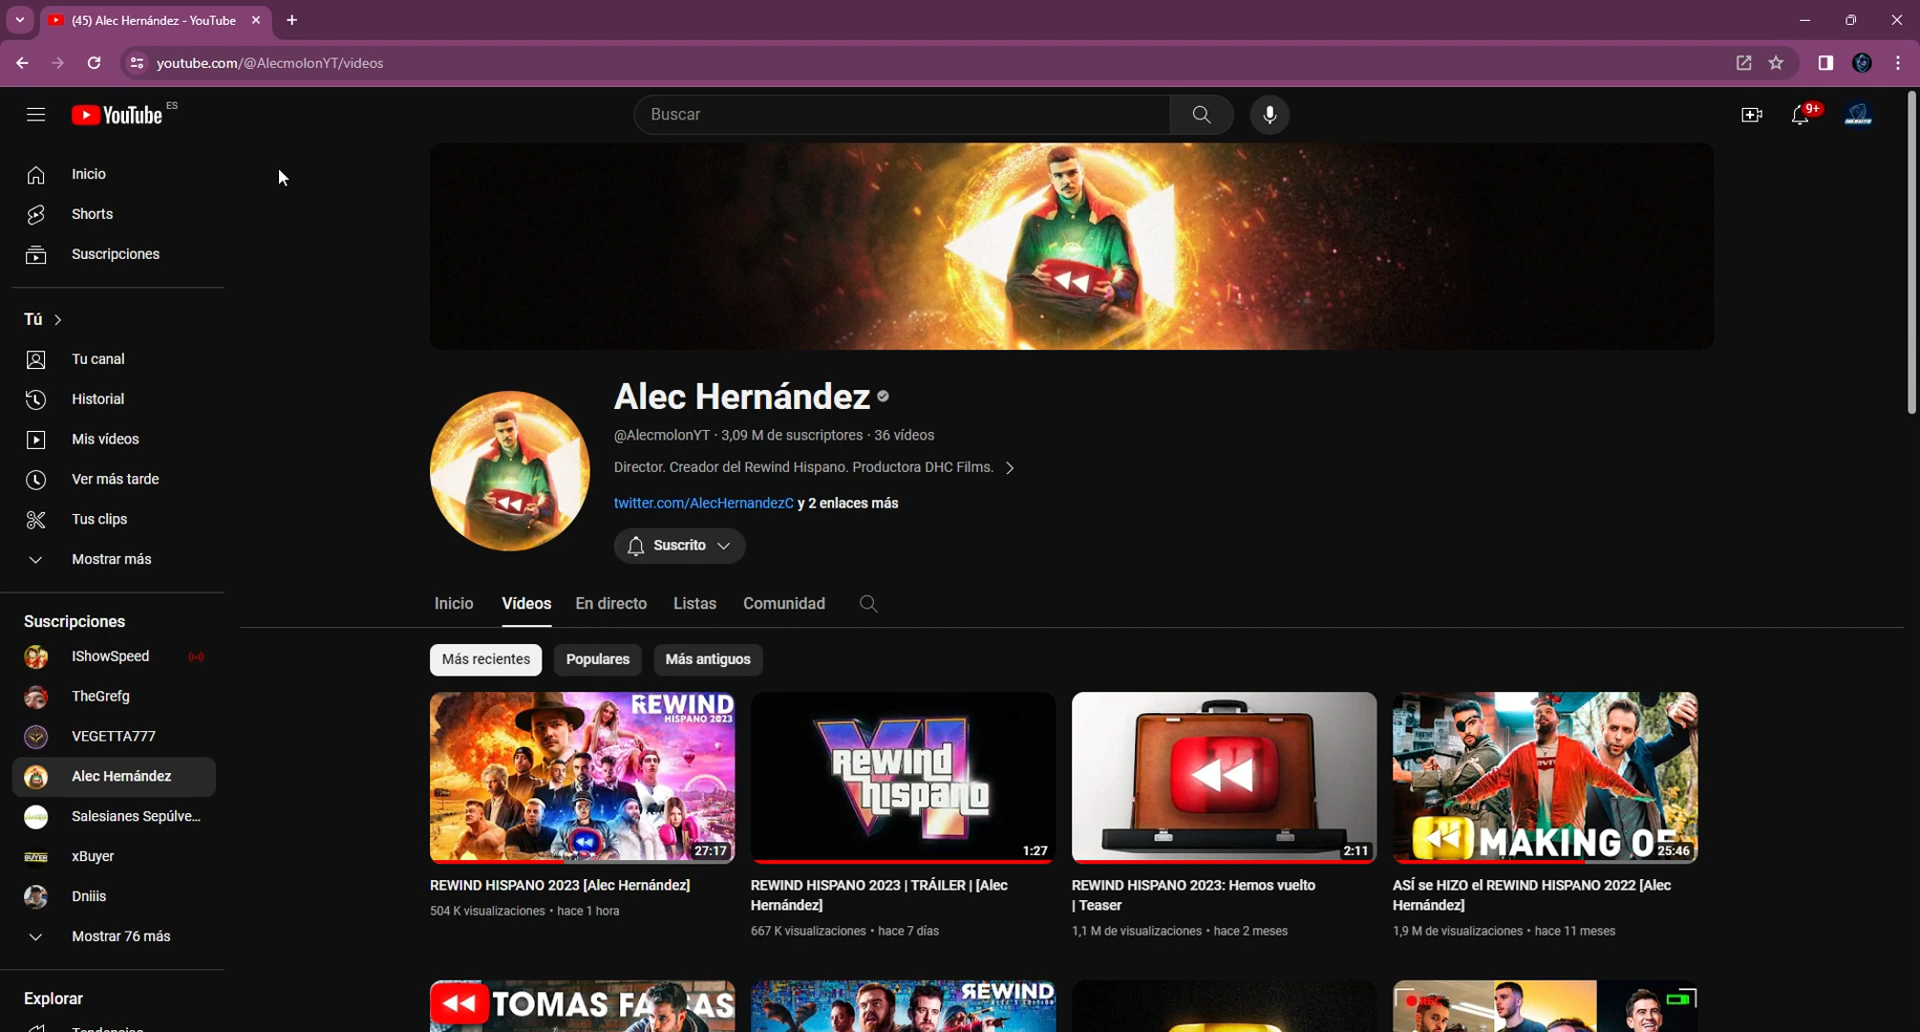 (45) Alec Hernández - YouTube
youtube.com/@AlecmolonYT/videos
YouTube ES
Buscar
9+
Inicio
Shorts
Suscripciones
Tú
Tu canal
Historial
Mis vídeos
Ver más tarde
Tus clips
Mostrar más
Suscripciones
IShowSpeed
TheGrefg
VEGETTA777
Alec Hernández
Salesianes Sepúlve...
xBuyer
Dniiis
Mostrar 76 más
Explorar
Alec Hernández
@AlecmolonYT · 3,09 M de suscriptores · 36 vídeos
Director. Creador del Rewind Hispano. Productora DHC Films.
twitter.com/AlecHernandezC y 2 enlaces más
Suscrito
Inicio Vídeos En directo Listas Comunidad
Más recientes Populares Más antiguos
REWIND
HISPANO 2023
27:17
REWIND HISPANO 2023 [Alec Hernández]
504 K visualizaciones · hace 1 hora
VI
Rewind
hispano
1:27
REWIND HISPANO 2023 | TRÁILER | [Alec
Hernández]
667 K visualizaciones · hace 7 días
2:11
REWIND HISPANO 2023: Hemos vuelto
| Teaser
1,1 M de visualizaciones · hace 2 meses
MAKING OF
25:46
ASÍ se HIZO el REWIND HISPANO 2022 [Alec
Hernández]
1,9 M de visualizaciones · hace 11 meses
TOMAS
REWIND